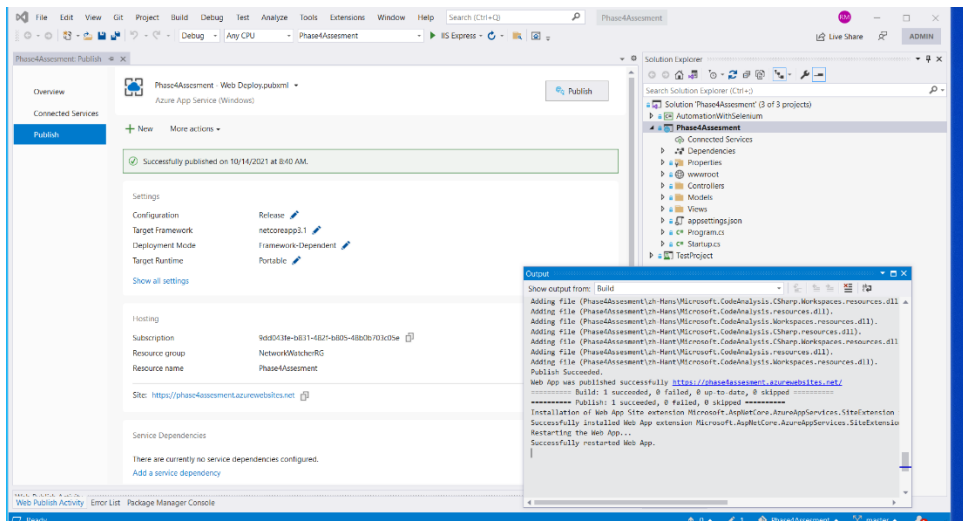 File Edit View Git Project Build Debug Test Analyze Tools Extensions Window Help Search (Ctrl+Q) Phase4Assesment RM
Debug Any CPU Phase4Assesment IIS Express Live Share ADMIN
Phase4Assesment: Publish
Overview
Connected Services
Publish
Phase4Assesment - Web Deploy.pubxml
Azure App Service (Windows)
Publish
New More actions
Successfully published on 10/14/2021 at 8:40 AM.
Settings
Configuration Release
Target Framework netcoreapp3.1
Deployment Mode Framework-Dependent
Target Runtime Portable
Show all settings
Hosting
Subscription 9dd043fe-b831-482f-b805-48b0b703c05e
Resource group NetworkWatcherRG
Resource name Phase4Assesment
Site: https://phase4assesment.azurewebsites.net
Service Dependencies
There are currently no service dependencies configured.
Add a service dependency
Solution Explorer
Search Solution Explorer (Ctrl+;)
Solution 'Phase4Assesment' (3 of 3 projects)
AutomationWithSelenium
Phase4Assesment
Connected Services
Dependencies
Properties
wwwroot
Controllers
Models
Views
appsettings.json
C# Program.cs
C# Startup.cs
TestProject
Output
Show output from: Build
Adding file (Phase4Assesment\zh-Hans\Microsoft.CodeAnalysis.CSharp.Workspaces.resources.dll
Adding file (Phase4Assesment\zh-Hans\Microsoft.CodeAnalysis.resources.dll).
Adding file (Phase4Assesment\zh-Hans\Microsoft.CodeAnalysis.Workspaces.resources.dll).
Adding file (Phase4Assesment\zh-Hant\Microsoft.CodeAnalysis.CSharp.resources.dll).
Adding file (Phase4Assesment\zh-Hant\Microsoft.CodeAnalysis.CSharp.Workspaces.resources.dll
Adding file (Phase4Assesment\zh-Hant\Microsoft.CodeAnalysis.resources.dll).
Adding file (Phase4Assesment\zh-Hant\Microsoft.CodeAnalysis.Workspaces.resources.dll).
Publish Succeeded.
Web App was published successfully https://phase4assesment.azurewebsites.net/
========== Build: 1 succeeded, 0 failed, 0 up-to-date, 0 skipped ==========
========== Publish: 1 succeeded, 0 failed, 0 skipped ==========
Installation of Web App Site extension Microsoft.AspNetCore.AzureAppServices.SiteExtension
Successfully installed Web App extension Microsoft.AspNetCore.AzureAppServices.SiteExtensio
Restarting the Web App...
Successfully restarted Web App.
Web Publish Activity Error List Package Manager Console
Ready Phase4Assesment master